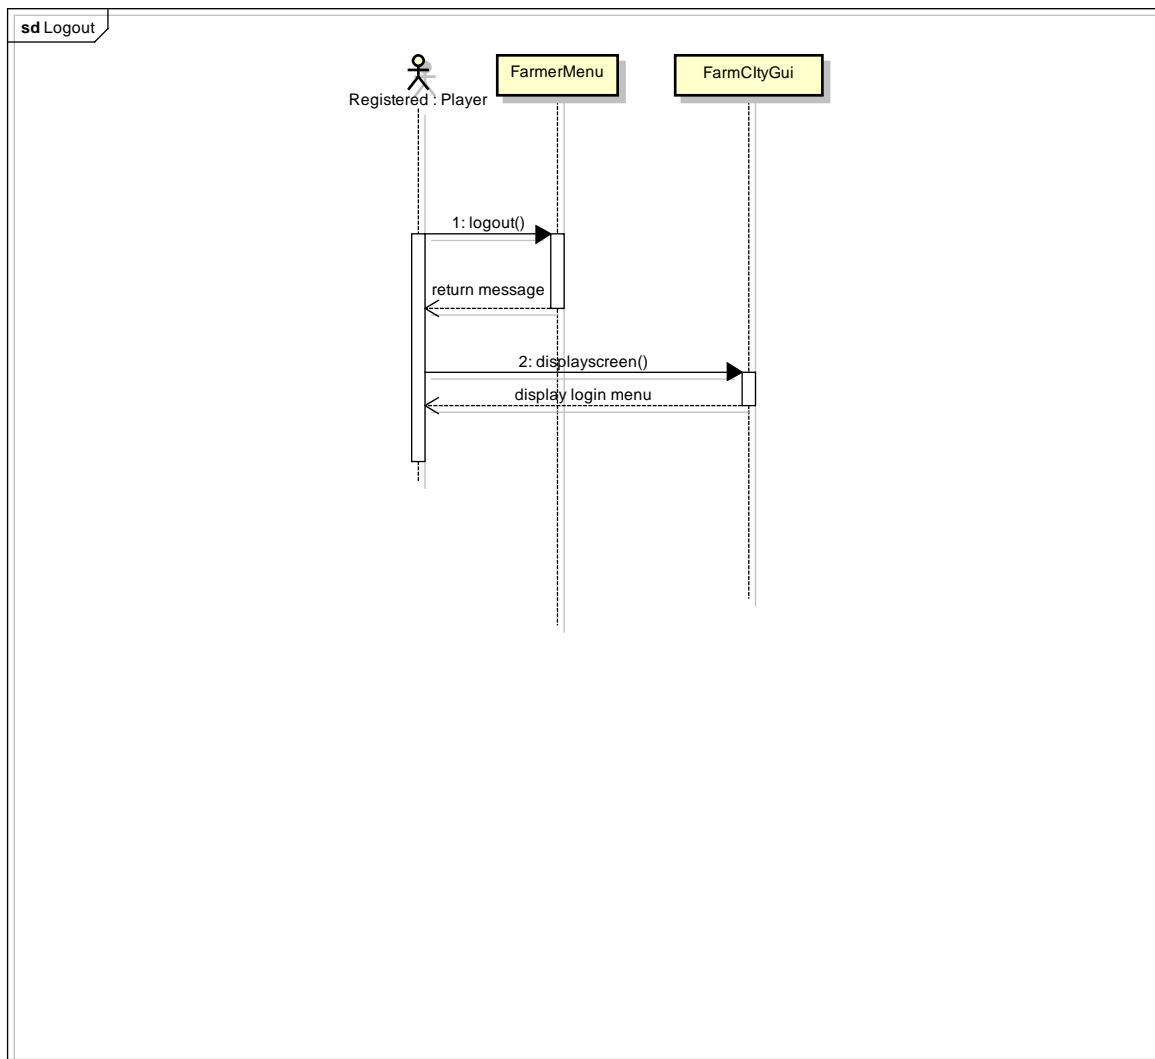 sd Logout
Registered : Player
FarmerMenu
FarmCItyGui
1: logout()
return message
2: displayscreen()
display login menu